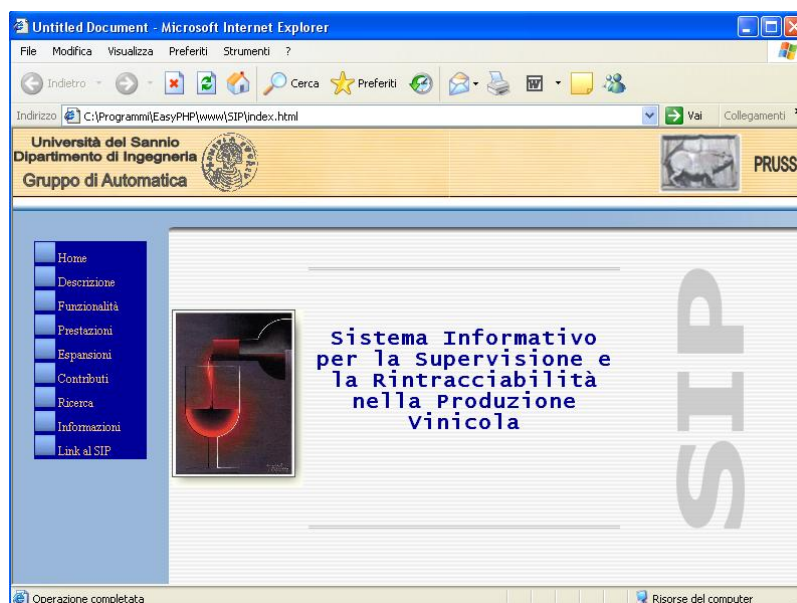 Untitled Document - Microsoft Internet Explorer
File Modifica Visualizza Preferiti Strumenti ?
Indietro Cerca Preferiti
Indirizzo C:\Programmi\EasyPHP\www\SIP\index.html Vai Collegamenti
Università del Sannio
Dipartimento di Ingegneria
Gruppo di Automatica
PRUSS
Home
Descrizione
Funzionalità
Prestazioni
Espansioni
Contributi
Ricerca
Informazioni
Link al SIP
Sistema Informativo
per la Supervisione e
la Rintracciabilità
nella Produzione
Vinicola
SIP
Operazione completata Risorse del computer